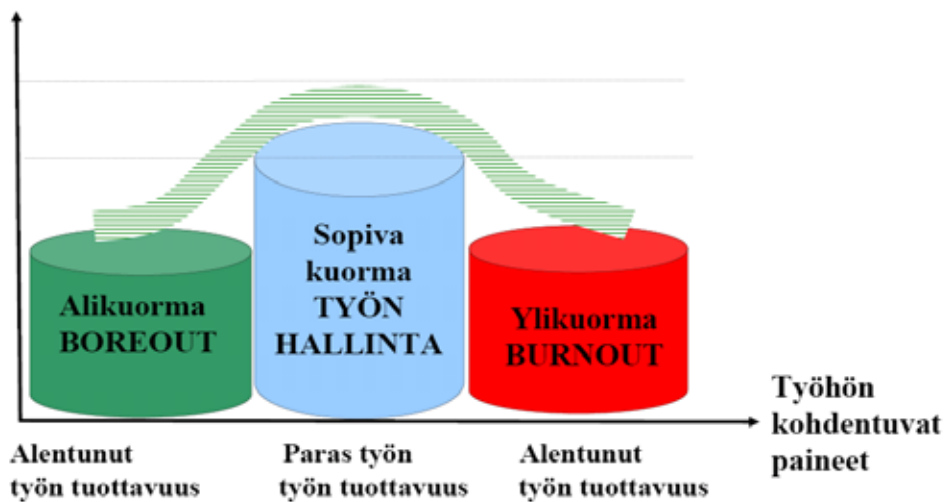 Alikuorma
BOREOUT
Sopiva
kuorma
TYÖN
HALLINTA
Ylikuorma
BURNOUT
Työhön
kohdentuvat
paineet
Alentunut
työn tuottavuus
Paras työn
työn tuottavuus
Alentunut
työn tuottavuus